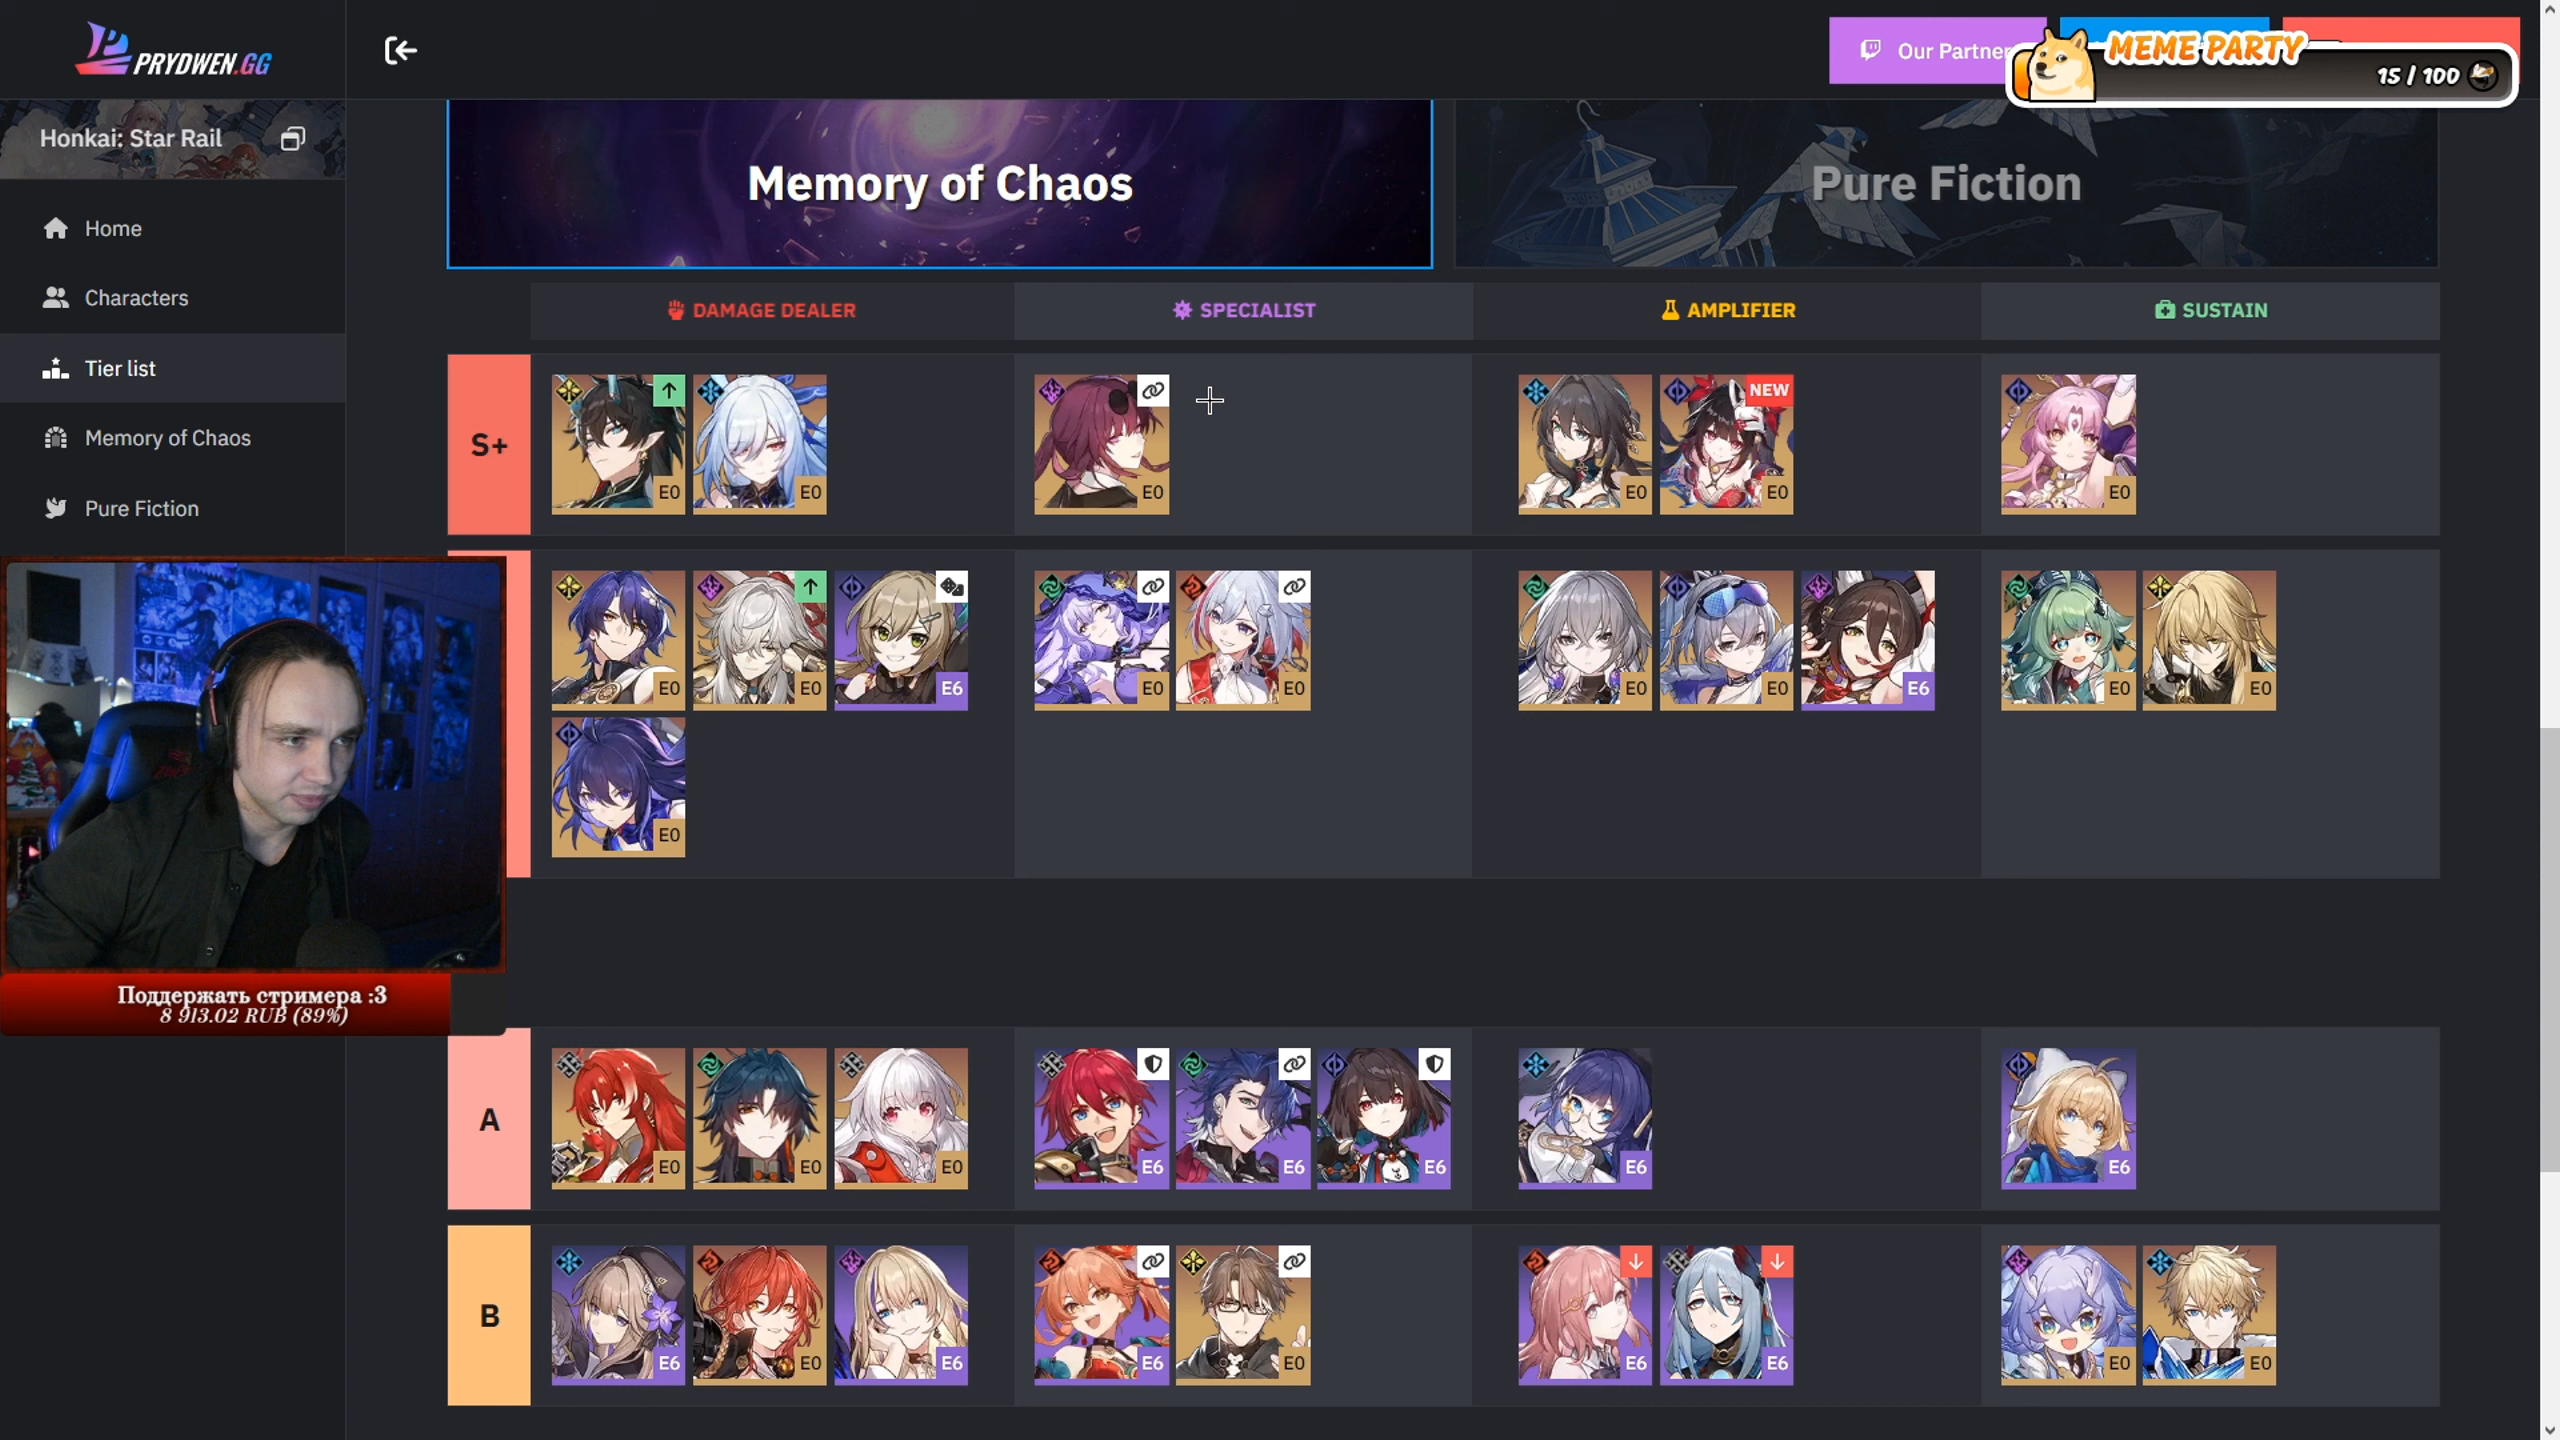 PRYDWEN.GG
Our Partner
MEME PARTY
15 / 100
Honkai: Star Rail
Memory of Chaos
Pure Fiction
Home
Characters
Tier list
Memory of Chaos
Pure Fiction
DAMAGE DEALER
SPECIALIST
AMPLIFIER
SUSTAIN
S+
E0
E0
E0
E0
NEW
E0
E0
E0
E0
E6
E0
E0
E0
E0
E6
E0
E0
E0
Поддержать стримера :3
8 913.02 RUB (89%)
A
E0
E0
E0
E6
E6
E6
E6
E6
B
E6
E0
E6
E6
E0
E6
E6
E0
E0